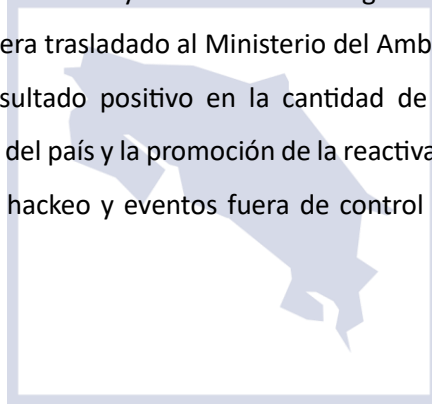 era trasladado al Ministerio del Amb
sultado positivo en la cantidad de
del país y la promoción de la reactiva
hackeo y eventos fuera de control